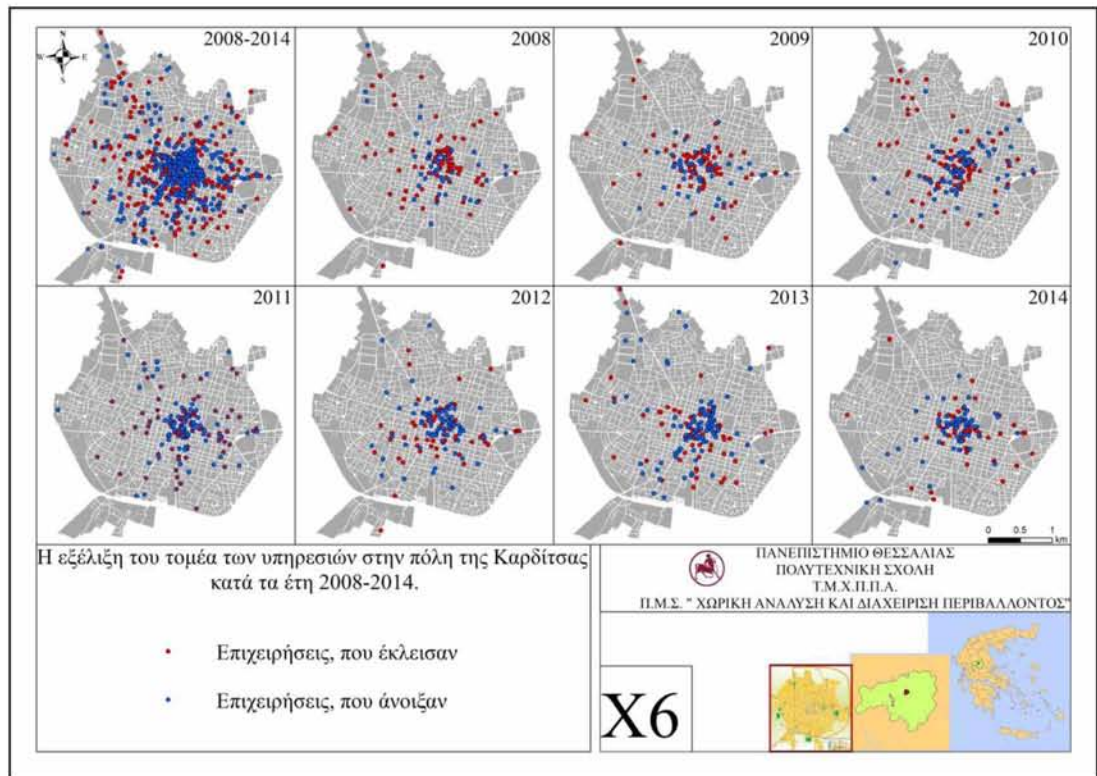 2008-2014
2008
2009
2010
N
W E
S
2011
2012
2013
2014
0 0.5 1
km
Η εξέλιξη του τομέα των υπηρεσιών στην πόλη της Καρδίτσας
κατά τα έτη 2008-2014.
Επιχειρήσεις, που έκλεισαν
Επιχειρήσεις, που άνοιξαν
ΠΑΝΕΠΙΣΤΗΜΙΟ ΘΕΣΣΑΛΙΑΣ
ΠΟΛΥΤΕΧΝΙΚΗ ΣΧΟΛΗ
Τ.Μ.Χ.Π.Π.Α.
Π.Μ.Σ. " ΧΩΡΙΚΗ ΑΝΑΛΥΣΗ ΚΑΙ ΔΙΑΧΕΙΡΙΣΗ ΠΕΡΙΒΑΛΛΟΝΤΟΣ"
Χ6